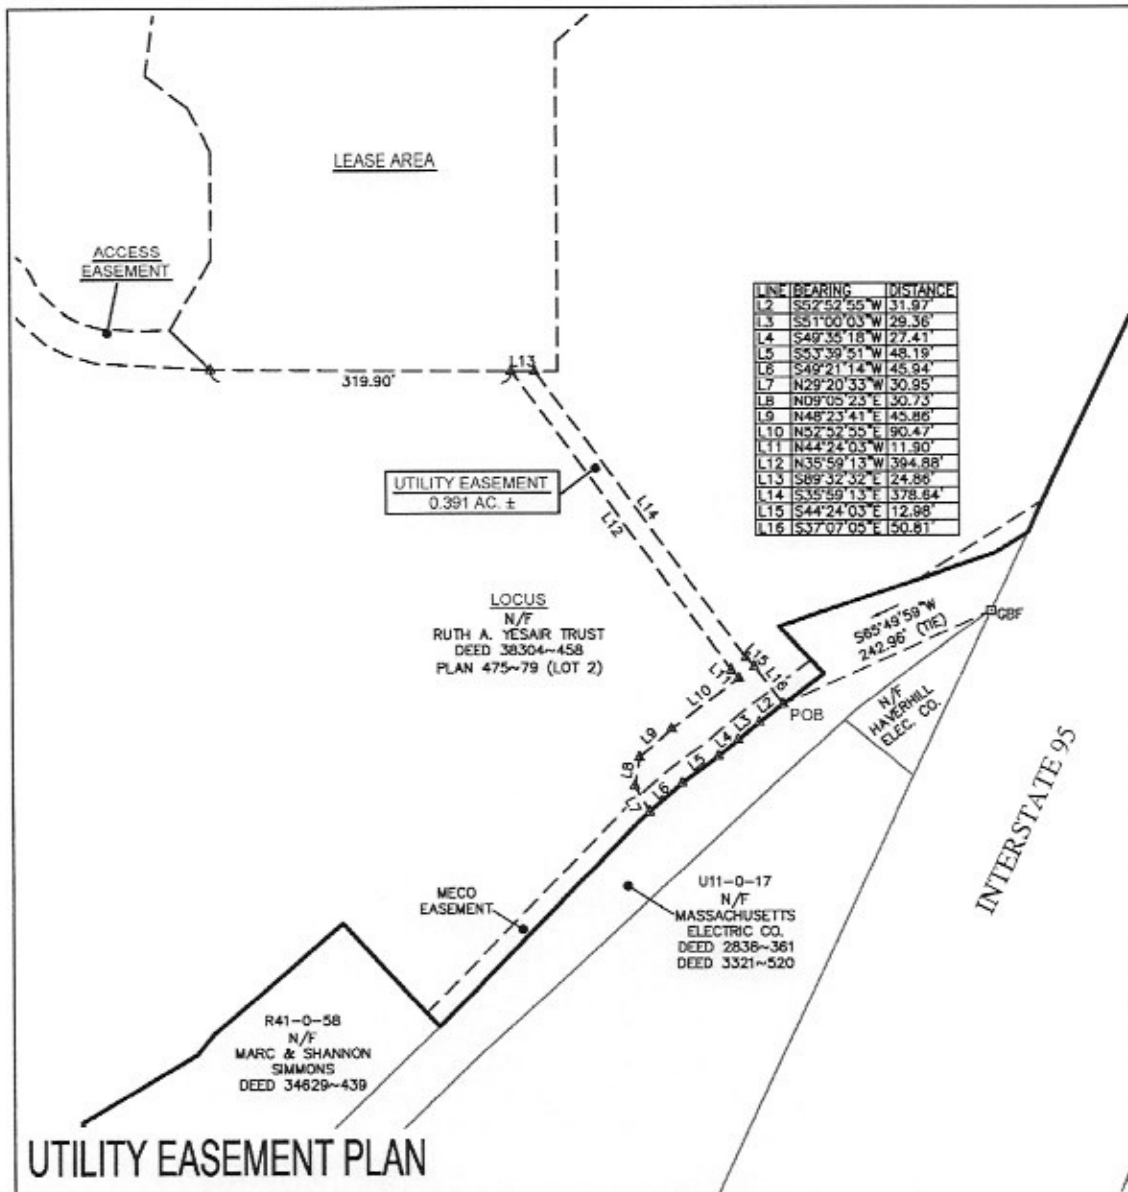 LEASE AREA
ACCESS
EASEMENT
L13
319.90'
LINE BEARING DISTANCE
L2 S52°52'55"W 31.97'
L3 S51°00'03"W 29.36'
L4 S49°35'18"W 27.41'
L5 S53°39'51"W 48.19'
L6 S49°21'14"W 45.94'
L7 N29°20'33"W 30.95'
L8 N09°05'23"E 30.73'
L9 N48°23'41"E 45.86'
L10 N52°52'55"E 90.47'
L11 N44°24'03"W 11.90'
L12 N35°59'13"W 394.88'
L13 S89°32'32"E 24.86'
L14 S35°59'13"E 378.64'
L15 S44°24'03"E 12.98'
L16 S37°07'05"E 50.81'
UTILITY EASEMENT
0.391 AC. ±
L14
L12
LOCUS
N/F
RUTH A. YESAIR TRUST
DEED 38304~458
PLAN 475~79 (LOT 2)
S65°49'59"W
242.96' (TIE)
GBF
L15
L16
L11
L10
L9
L8
L7
L6
L5
L4
L3
L2
POB
N/F
HAVERHILL
ELEC. CO.
INTERSTATE 95
MECO
EASEMENT
U11-0-17
N/F
MASSACHUSETTS
ELECTRIC CO.
DEED 2838~361
DEED 3321~520
R41-0-58
N/F
MARC & SHANNON
SIMMONS
DEED 34629~439
UTILITY EASEMENT PLAN